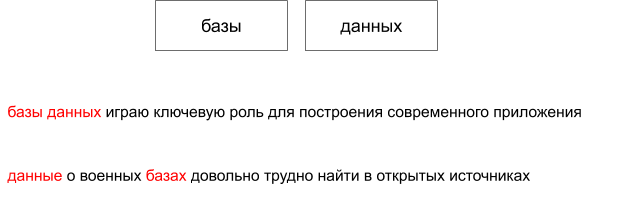 базы данных
базы данных играю ключевую роль для построения современного приложения
данные о военных базах довольно трудно найти в открытых источниках